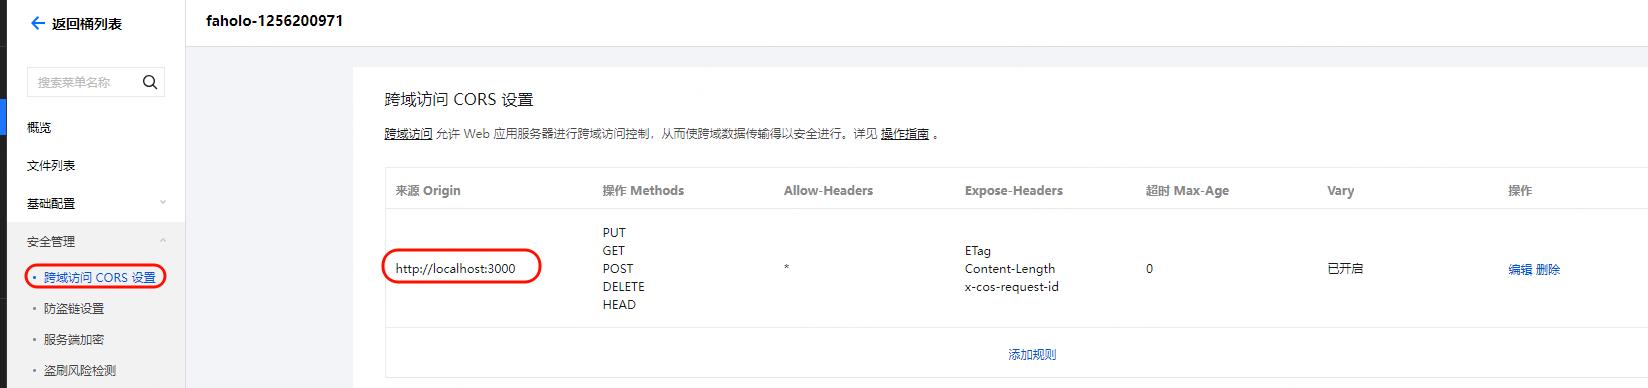 返回桶列表
faholo-1256200971
搜索菜单名称
概览
文件列表
基础配置
安全管理
跨域访问 CORS 设置
防盗链设置
服务端加密
盗刷风险检测
跨域访问 CORS 设置
跨域访问 允许 Web 应用服务器进行跨域访问控制，从而使跨域数据传输得以安全进行。详见 操作指南 。
来源 Origin 操作 Methods Allow-Headers Expose-Headers 超时 Max-Age Vary 操作
PUT
GET ETag
http://localhost:3000 POST * Content-Length 0 已开启 编辑 删除
DELETE x-cos-request-id
HEAD
添加规则